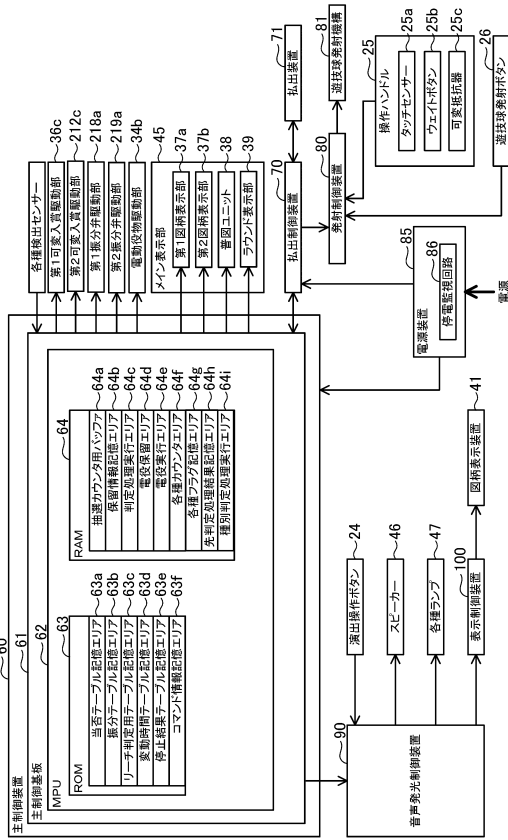 60
主制御装置
61
主制御基板
62
MPU
63
ROM
当否テーブル記憶エリア 63a
振分テーブル記憶エリア 63b
リーチ判定用テーブル記憶エリア 63c
変動時間テーブル記憶エリア 63d
停止結果テーブル記憶エリア 63e
コマンド情報記憶エリア 63f
64
RAM
抽選カウンタ用バッファ 64a
保留情報記憶エリア 64b
判定処理実行エリア 64c
電役保留エリア 64d
電役実行エリア 64e
各種カウンタエリア 64f
各種フラグ記憶エリア 64g
先判定処理結果記憶エリア 64h
種別判定処理実行エリア 64i
各種検出センサー
第1可変入賞駆動部 36c
第2可変入賞駆動部 212c
第1振分弁駆動部 218a
第2振分弁駆動部 219a
電動役物駆動部 34b
メイン表示部 45
第1図柄表示部 37a
第2図柄表示部 37b
普図ユニット 38
ラウンド表示部 39
払出制御装置 70
払出装置 71
発射制御装置 80
遊技球発射機構 81
操作ハンドル 25
タッチセンサー 25a
ウェイトボタン 25b
可変抵抗器 25c
遊技球発射ボタン 26
電源装置 85
停電監視回路 86
電源
音声発光制御装置 90
演出操作ボタン 24
スピーカー 46
各種ランプ 47
表示制御装置 100
図柄表示装置 41